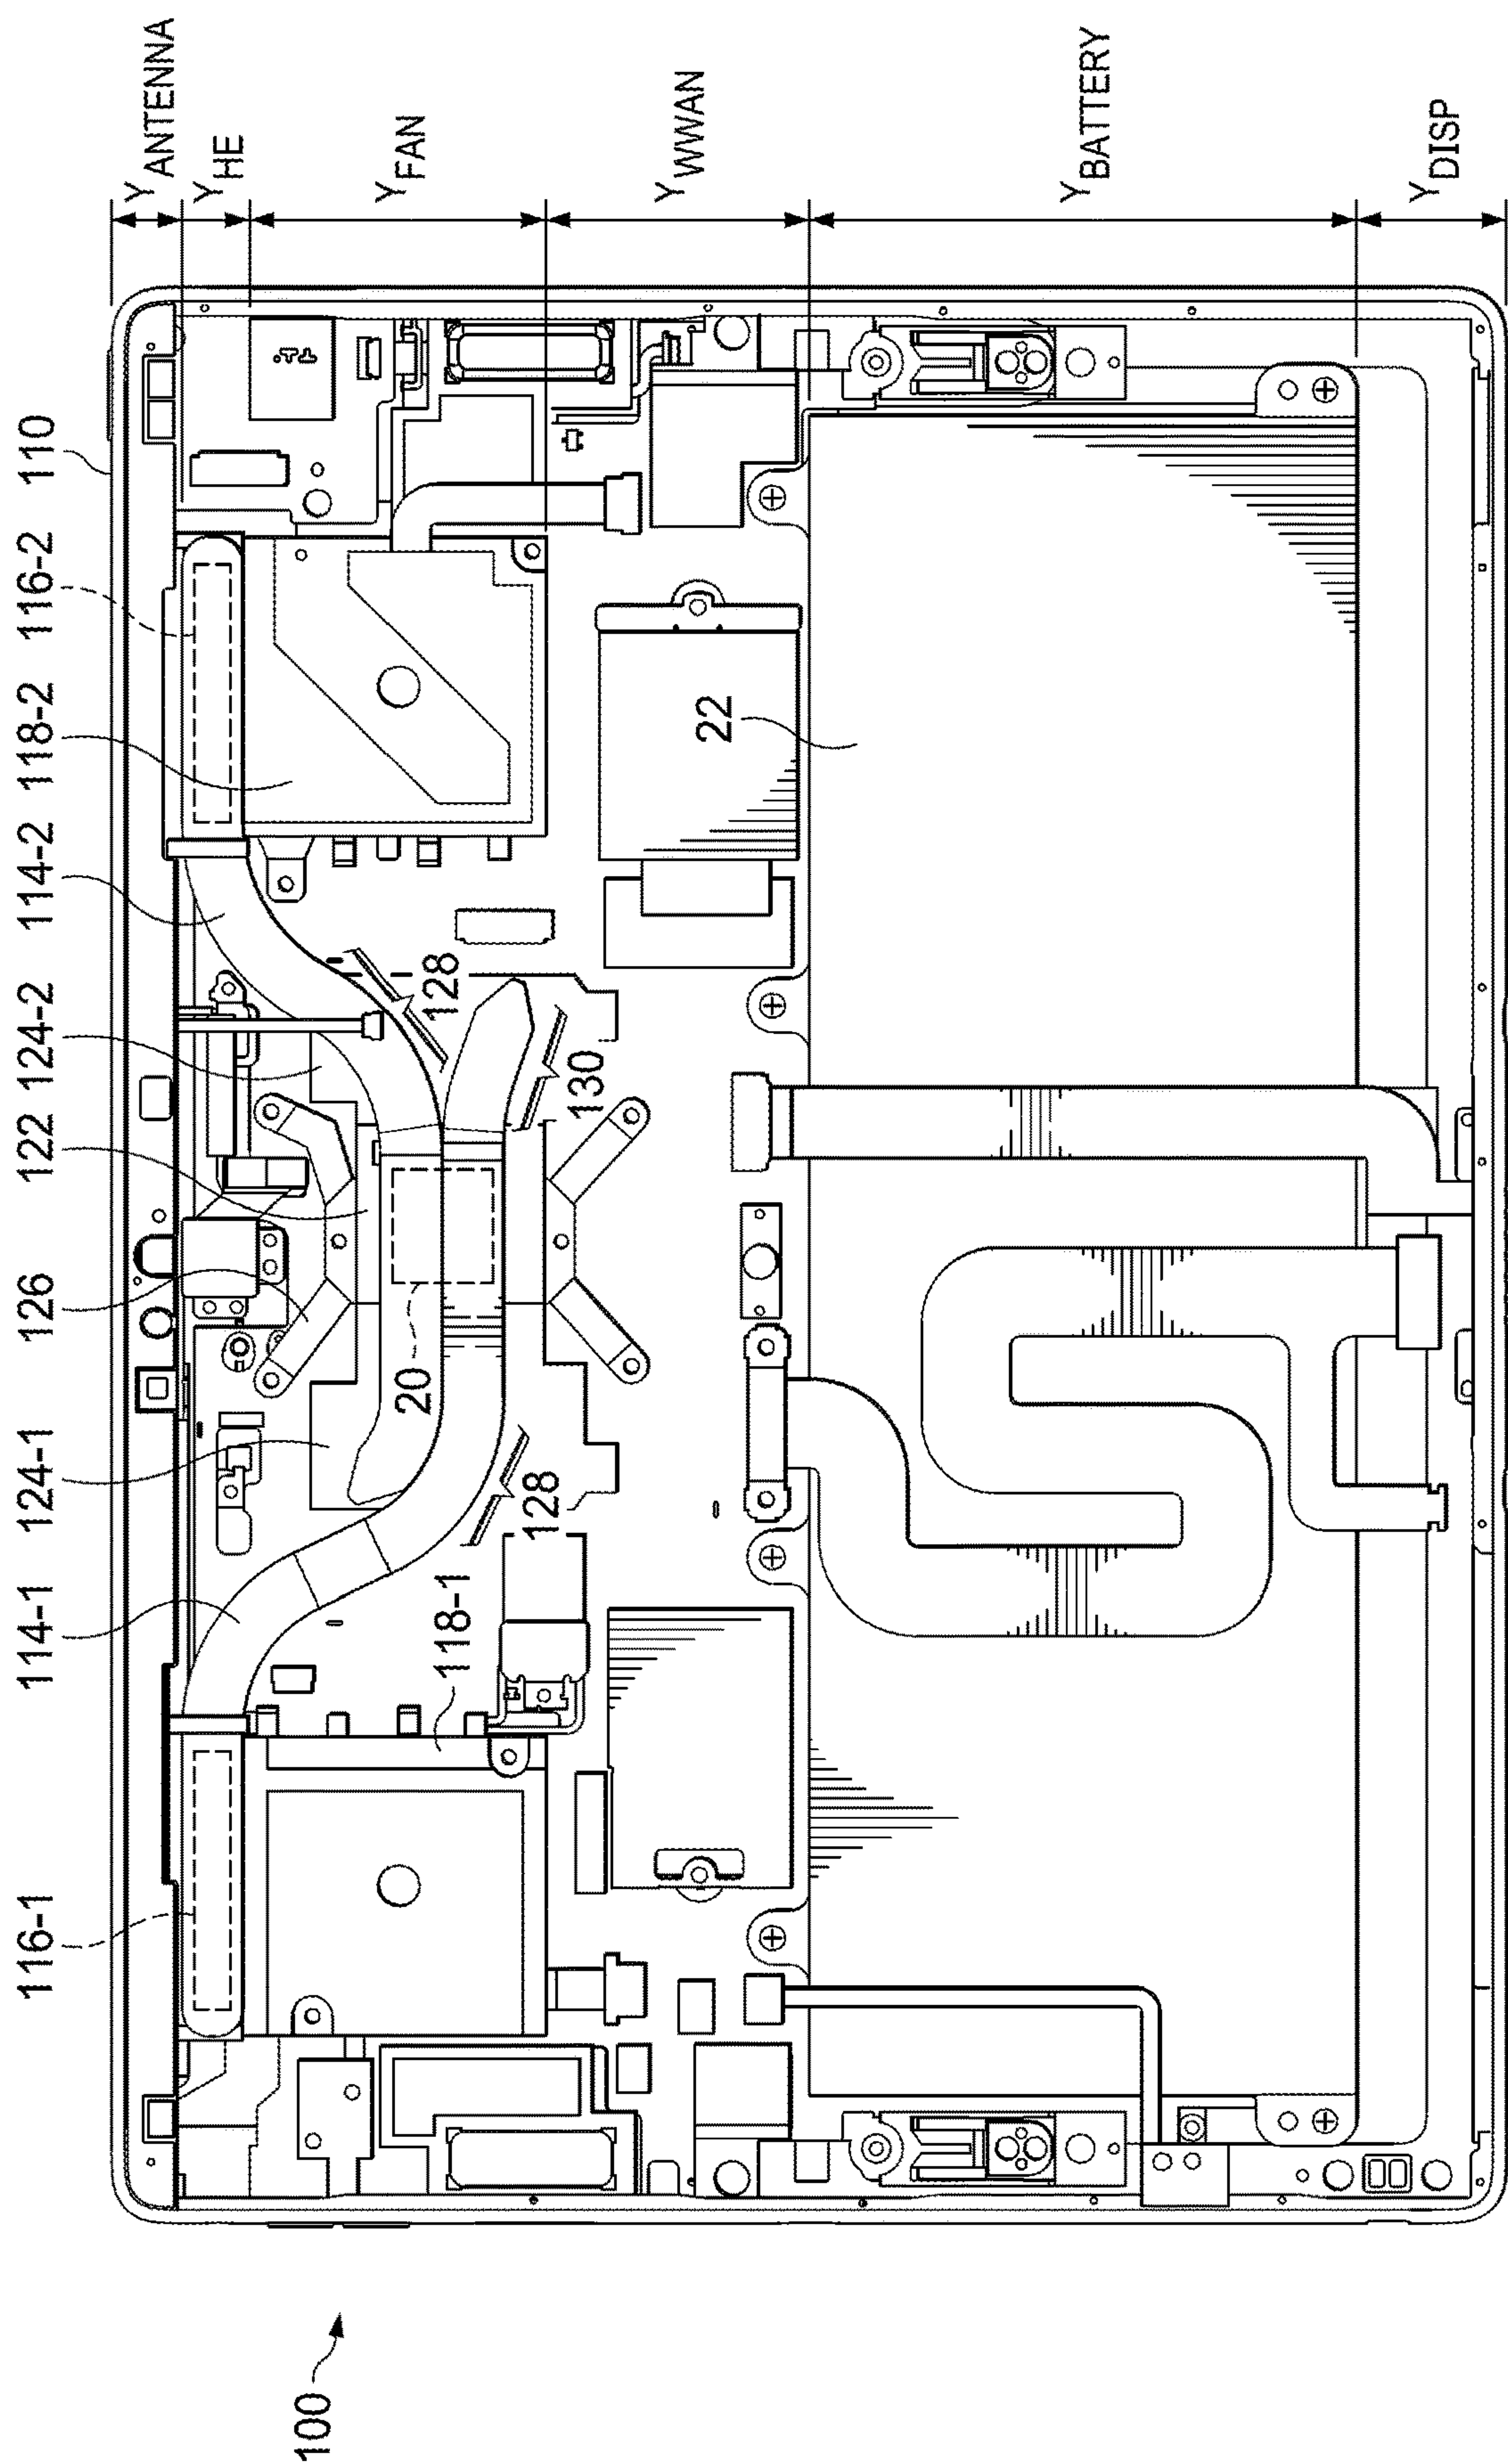 100
116-1
114-1
124-1
126
122
124-2
114-2
118-2
116-2
110
118-1
128
20
130
128
22
Y ANTENNA
Y HE
Y FAN
Y WWAN
Y BATTERY
Y DISP